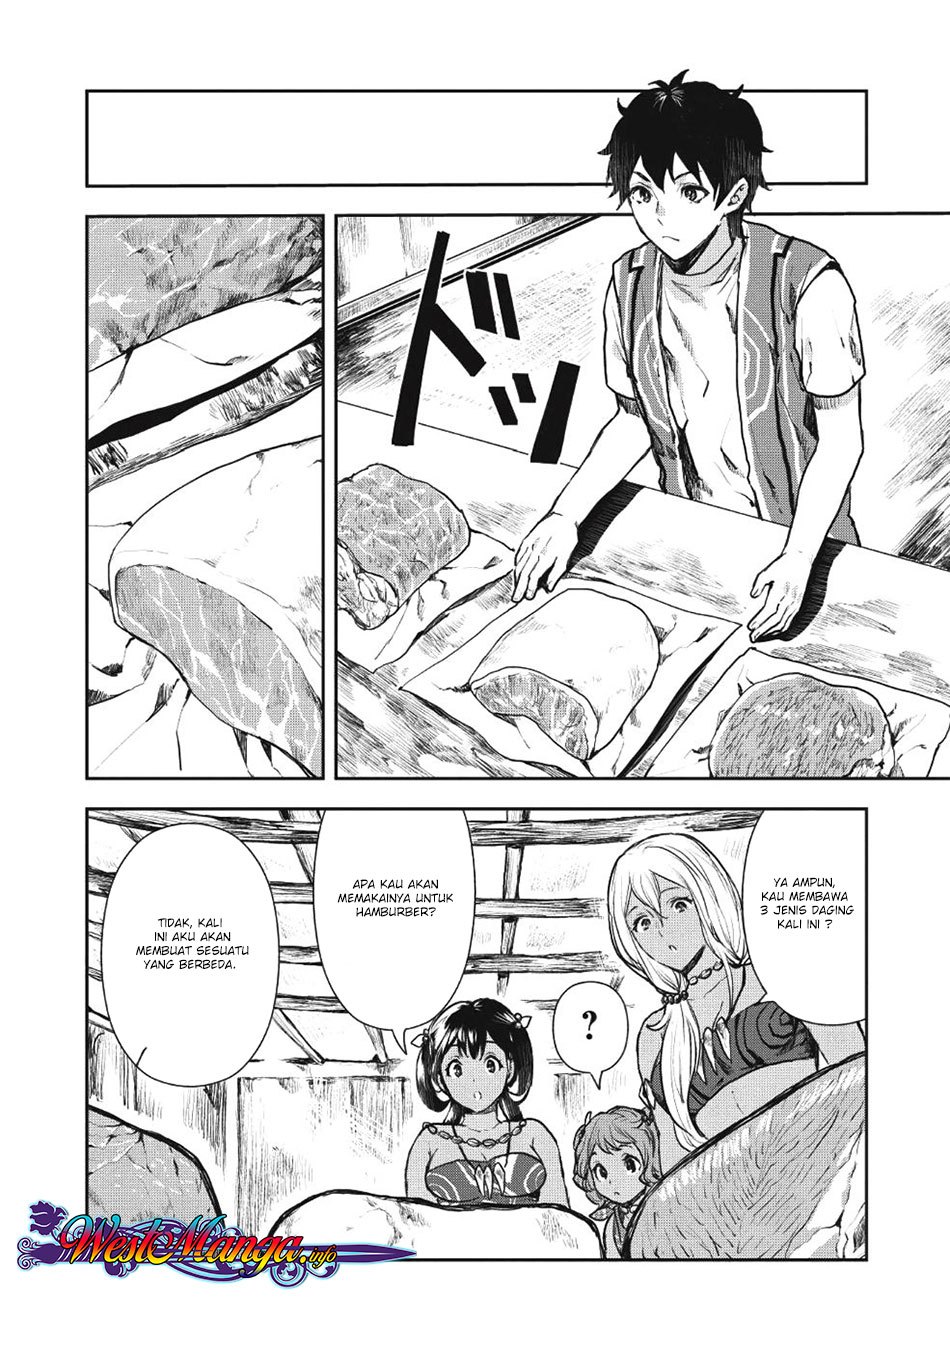 ドドッ
YA AMPUN,
KAU MEMBAWA
3 JENIS DAGING
KALI INI ?
?
APA KAU AKAN
MEMAKAINYA UNTUK
HAMBURBER?
TIDAK, KALI
INI AKU AKAN
MEMBUAT SESUATU
YANG BERBEDA.
WestManga.info